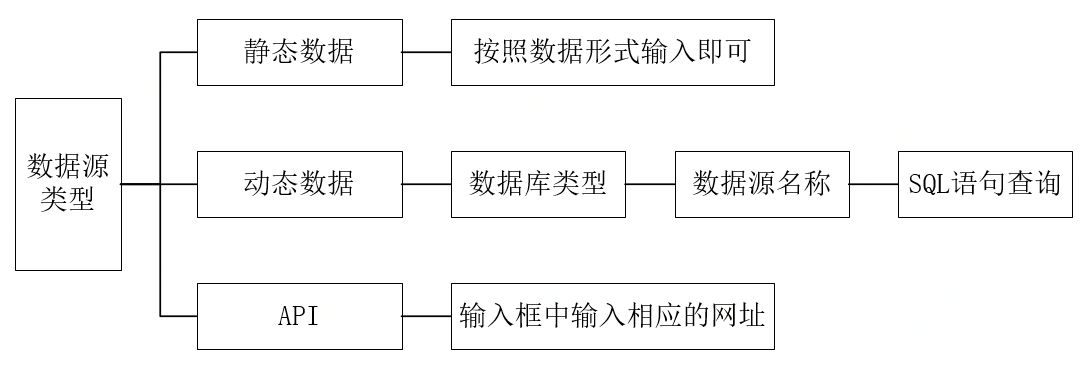 静态数据
按照数据形式输入即可
数据源
类型
动态数据
数据库类型
数据源名称
SQL语句查询
API
输入框中输入相应的网址